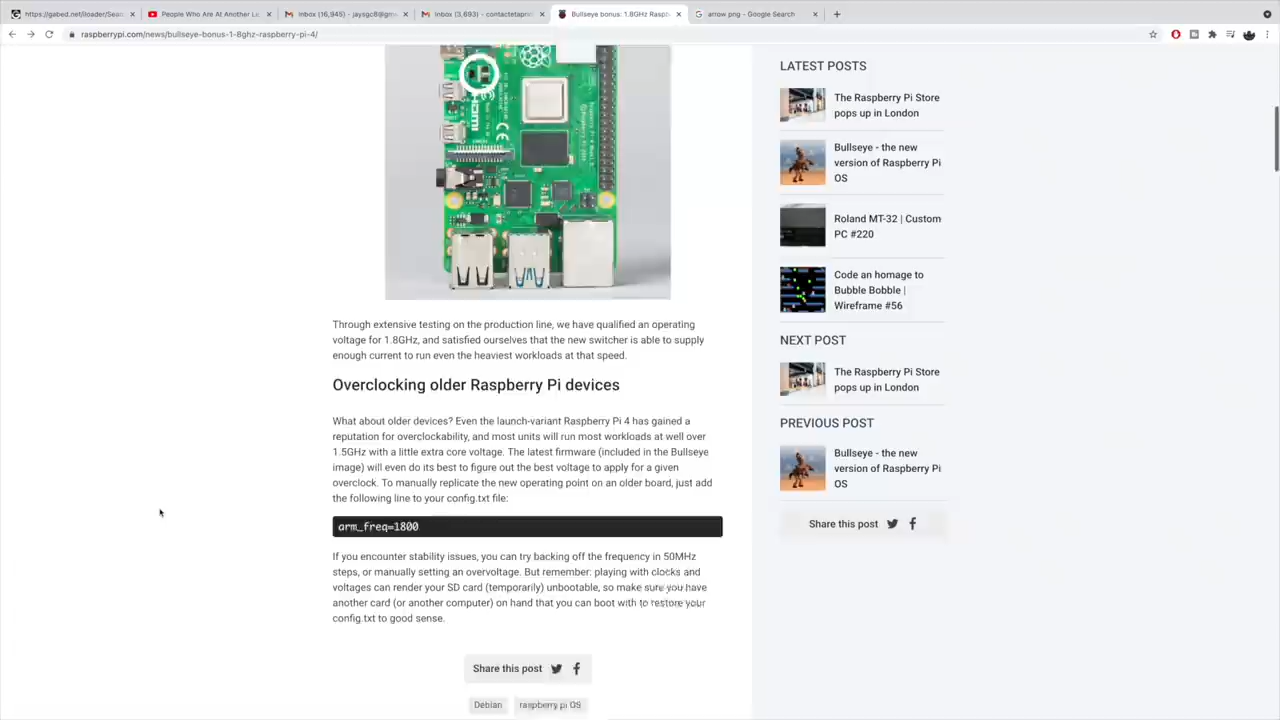 https://gabed.net/iloader/Sear
People Who Are At Another Le
Inbox (16,945) - jaysgc8@gm
Inbox (3,693) - contactetapri
Bullseye bonus: 1.8GHz Raspb
arrow png - Google Search
raspberrypi.com/news/bullseye-bonus-1-8ghz-raspberry-pi-4/
Through extensive testing on the production line, we have qualified an operating
voltage for 1.8GHz, and satisfied ourselves that the new switcher is able to supply
enough current to run even the heaviest workloads at that speed.
Overclocking older Raspberry Pi devices
What about older devices? Even the launch-variant Raspberry Pi 4 has gained a
reputation for overclockability, and most units will run most workloads at well over
1.5GHz with a little extra core voltage. The latest firmware (included in the Bullseye
image) will even do its best to figure out the best voltage to apply for a given
overclock. To manually replicate the new operating point on an older board, just add
the following line to your config.txt file:
arm_freq=1800
If you encounter stability issues, you can try backing off the frequency in 50MHz
steps, or manually setting an overvoltage. But remember: playing with clocks and
voltages can render your SD card (temporarily) unbootable, so make sure you have
another card (or another computer) on hand that you can boot with to restore your
config.txt to good sense.
Share this post
Debian
raspberry pi OS
LATEST POSTS
The Raspberry Pi Store
pops up in London
Bullseye - the new
version of Raspberry Pi
OS
Roland MT-32 | Custom
PC #220
Code an homage to
Bubble Bobble |
Wireframe #56
NEXT POST
The Raspberry Pi Store
pops up in London
PREVIOUS POST
Bullseye - the new
version of Raspberry Pi
OS
Share this post